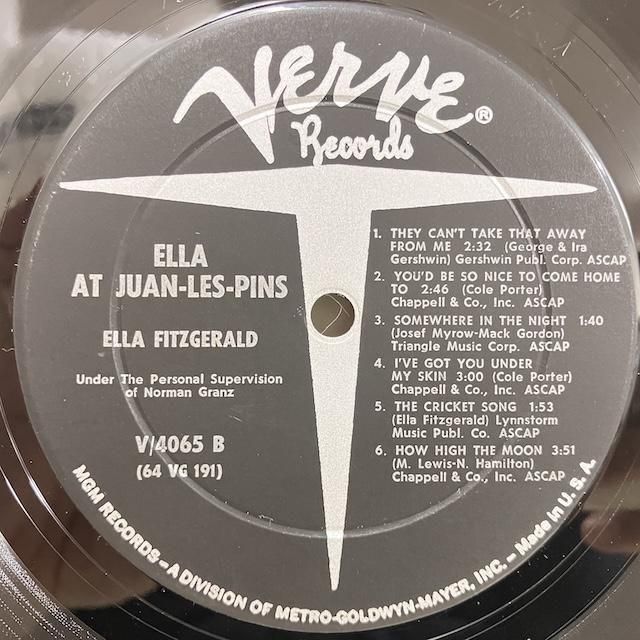 VERVE®
Records
ELLA
AT JUAN-LES-PINS
ELLA FITZGERALD
Under The Personal Supervision
of Norman Granz
V/4065 B
(64 VG 191)
1. THEY CAN'T TAKE THAT AWAY
FROM ME 2:32 (George & Ira
Gershwin) Gershwin Publ. Corp. ASCAP
2. YOU'D BE SO NICE TO COME HOME
TO 2:46 (Cole Porter)
Chappell & Co., Inc. ASCAP
3. SOMEWHERE IN THE NIGHT 1:40
(Josef Myrow-Mack Gordon)
Triangle Music Corp. ASCAP
4. I'VE GOT YOU UNDER
MY SKIN 3:00 (Cole Porter)
Chappell & Co., Inc. ASCAP
5. THE CRICKET SONG 1:53
(Ella Fitzgerald) Lynnstorm
Music Publ. Co. ASCAP
6. HOW HIGH THE MOON 3:51
(M. Lewis-N. Hamilton)
Chappell & Co., Inc. ASCAP
MGM RECORDS—A DIVISION OF METRO-GOLDWYN-MAYER, INC. – Made in U. S. A.